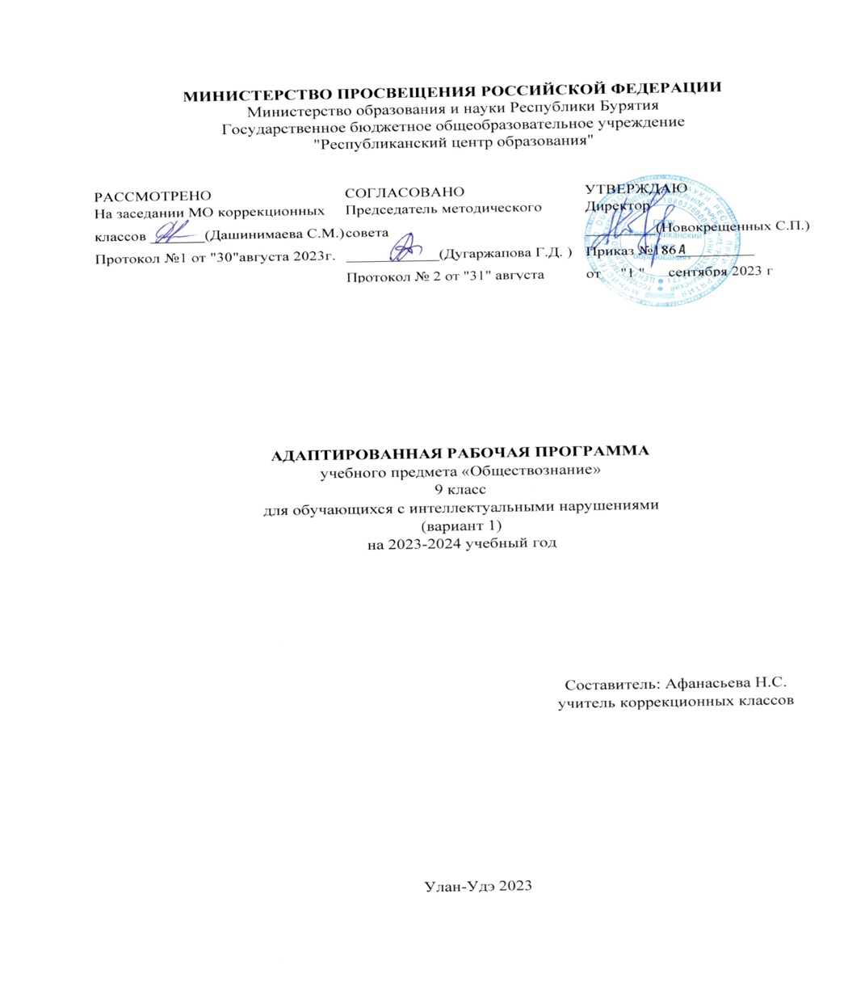 МИНИСТЕРСТВО ПРОСВЕЩЕНИЯ РОССИЙСКОЙ ФЕДЕРАЦИИ
Министерство образования и науки Республики Бурятия
Государственное бюджетное общеобразовательное учреждение
"Республиканский центр образования"
РАССМОТРЕНО
На заседании МО коррекционных
классов ________(Дашинимаева С.М.)
Протокол №1 от "30"августа 2023г.
СОГЛАСОВАНО
Председатель методического
совета
_____________(Дугаржапова Г.Д. )
Протокол № 2 от "31" августа
УТВЕРЖДАЮ
Директор
__________(Новокрещенных С.П.)
Приказ №186А__________
от "1 " сентября 2023 г
АДАПТИРОВАННАЯ РАБОЧАЯ ПРОГРАММА
учебного предмета «Обществознание»
9 класс
для обучающихся с интеллектуальными нарушениями
(вариант 1)
на 2023-2024 учебный год
Составитель: Афанасьева Н.С.
учитель коррекционных классов
Улан-Удэ 2023